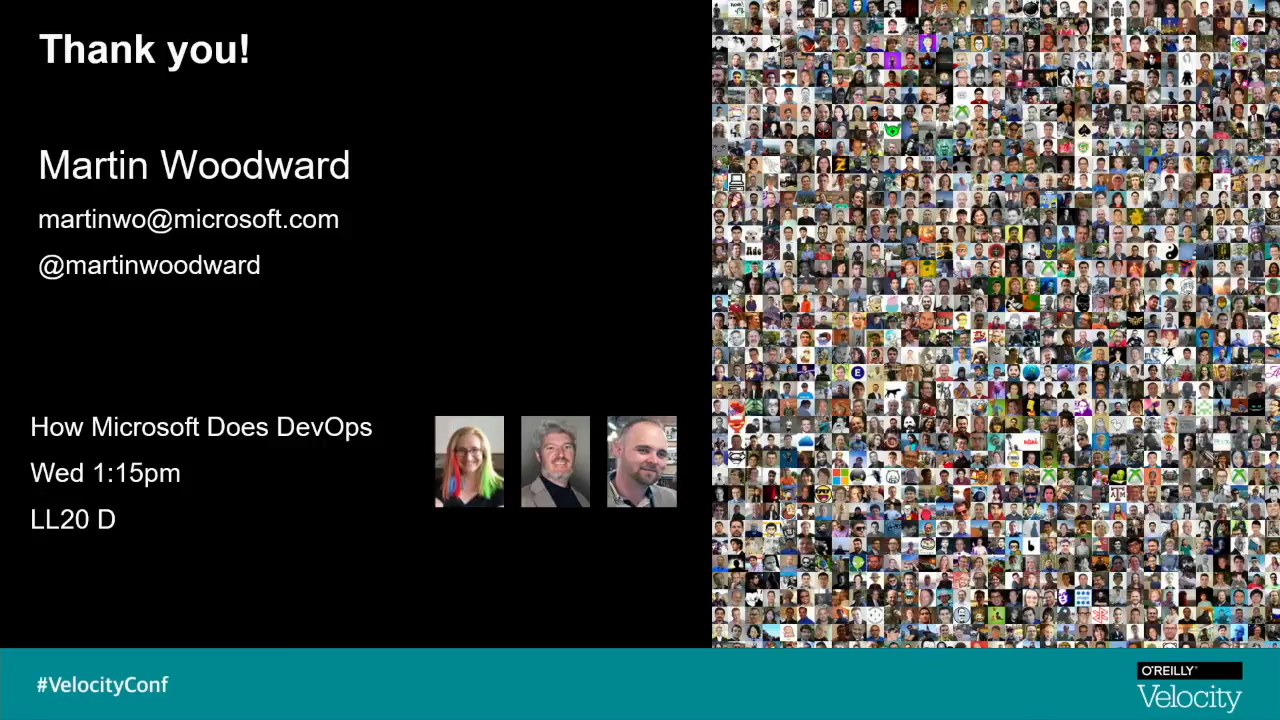 Thank you!
Martin Woodward
martinwo@microsoft.com
@martinwoodward
How Microsoft Does DevOps
Wed 1:15pm
LL20 D
#VelocityConf
O'REILLY®
Velocity